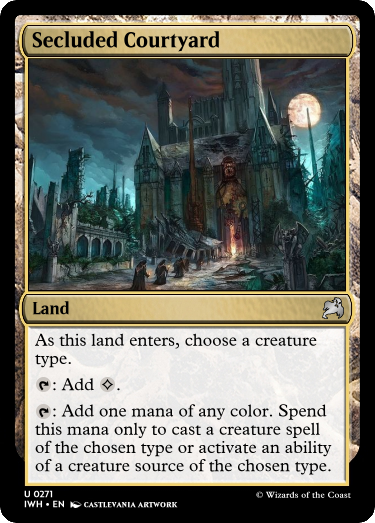 Secluded Courtyard
Land
As this land enters, choose a creature
type.
: Add .
: Add one mana of any color. Spend
this mana only to cast a creature spell
of the chosen type or activate an ability
of a creature source of the chosen type.
U 0271
IWH • EN CASTLEVANIA ARTWORK
© Wizards of the Coast